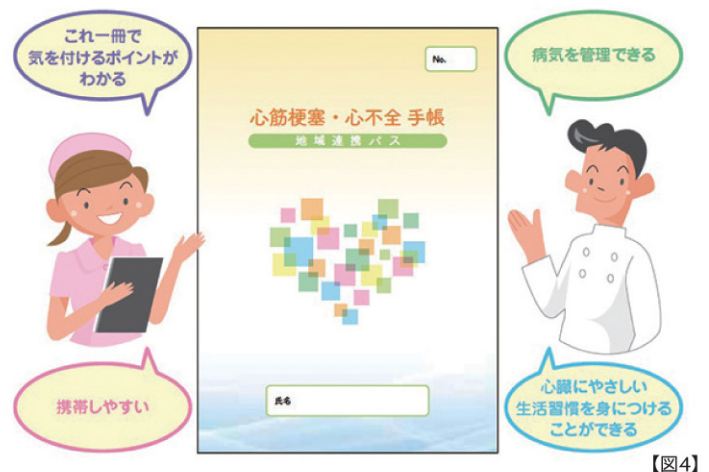 これ一冊で
気を付けるポイントが
わかる
病気を管理できる
No.
心筋梗塞・心不全 手帳
地域連携パス
氏名
携帯しやすい
心臓にやさしい
生活習慣を身につける
ことができる
【図4】